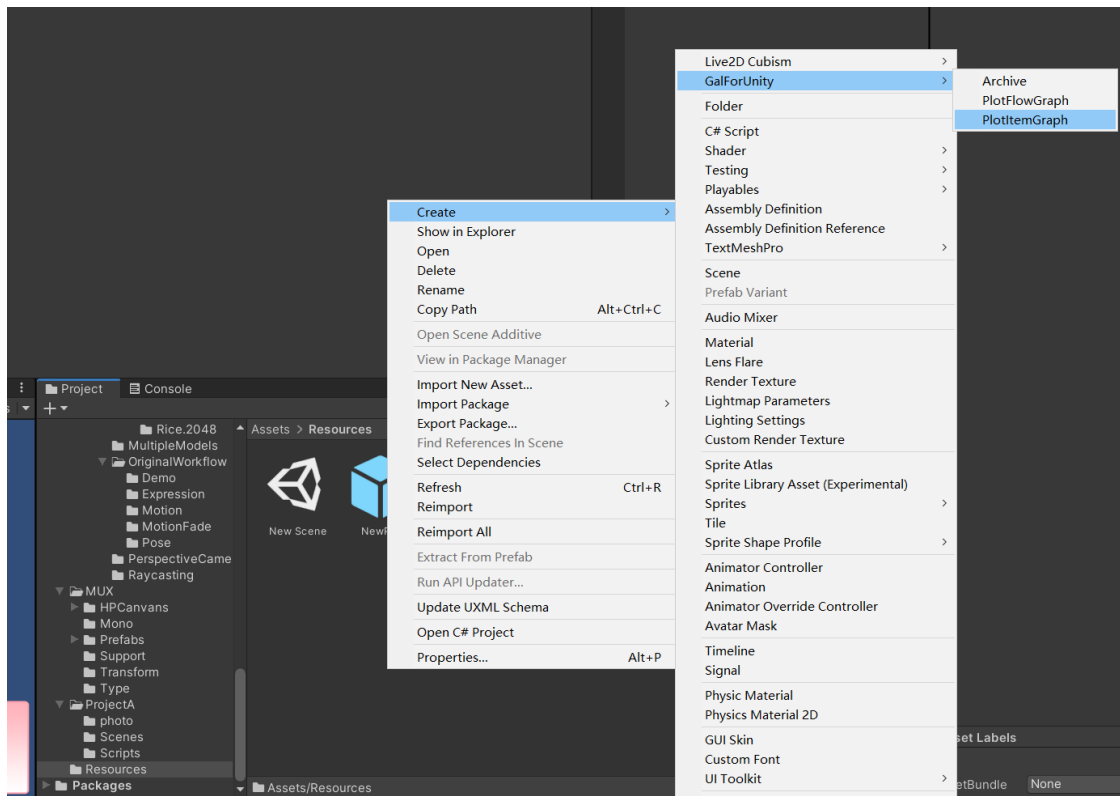 Live2D Cubism
GalForUnity
Folder
C# Script
Shader
Testing
Playables
Assembly Definition
Assembly Definition Reference
TextMeshPro
Scene
Prefab Variant
Audio Mixer
Material
Lens Flare
Render Texture
Lightmap Parameters
Lighting Settings
Custom Render Texture
Sprite Atlas
Sprite Library Asset (Experimental)
Sprites
Tile
Sprite Shape Profile
Animator Controller
Animation
Animator Override Controller
Avatar Mask
Timeline
Signal
Physic Material
Physics Material 2D
GUI Skin
Custom Font
UI Toolkit
Archive
PlotFlowGraph
PlotItemGraph
Create
Show in Explorer
Open
Delete
Rename
Copy Path Alt+Ctrl+C
Open Scene Additive
View in Package Manager
Import New Asset...
Import Package
Export Package...
Find References In Scene
Select Dependencies
Refresh Ctrl+R
Reimport
Reimport All
Extract From Prefab
Run API Updater...
Update UXML Schema
Open C# Project
Properties... Alt+P
Project Console
Rice.2048
MultipleModels
OriginalWorkflow
Demo
Expression
Motion
MotionFade
Pose
PerspectiveCame
Raycasting
MUX
HPCanvans
Mono
Prefabs
Support
Transform
Type
ProjectA
photo
Scenes
Scripts
Resources
Packages
Assets > Resources
New Scene
Assets/Resources
set Labels
etBundle None